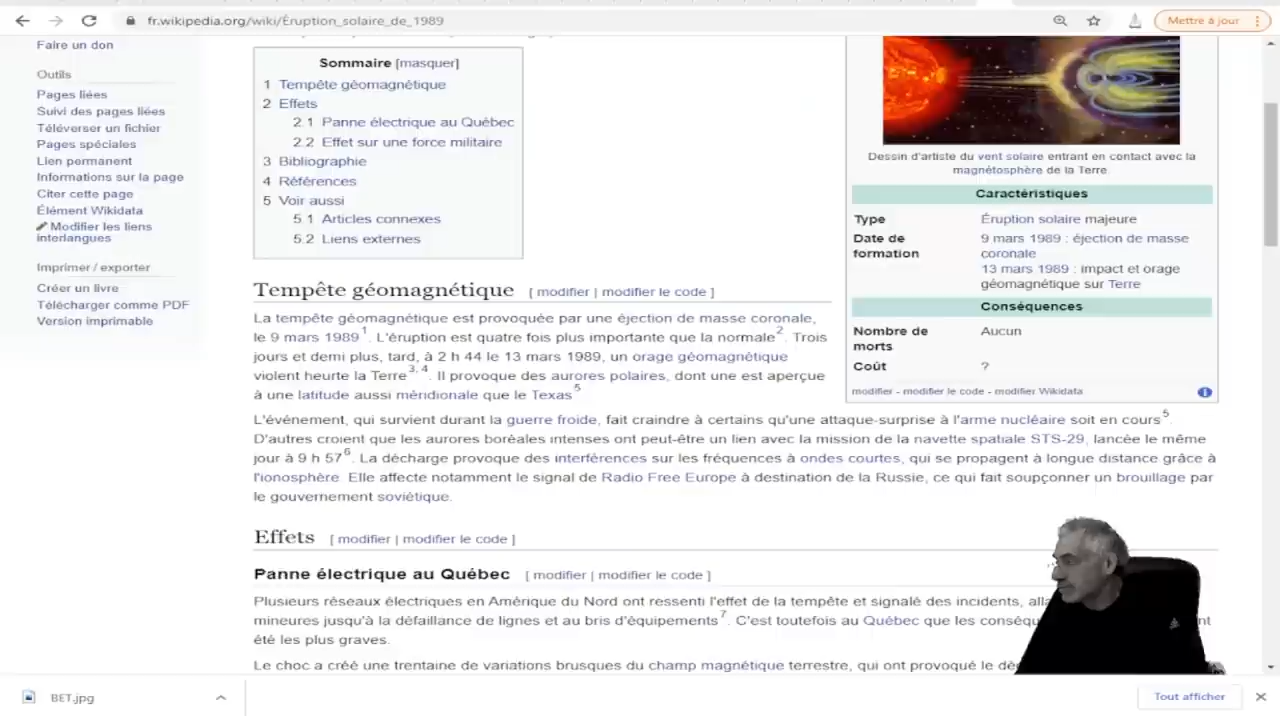 fr.wikipedia.org/wiki/Éruption_solaire_de_1989
Mettre à jour
Faire un don
Outils
Pages liées
Suivi des pages liées
Téléverser un fichier
Pages spéciales
Lien permanent
Informations sur la page
Citer cette page
Élément Wikidata
Modifier les liens
interlangues
Imprimer / exporter
Créer un livre
Télécharger comme PDF
Version imprimable
Sommaire [masquer]
1 Tempête géomagnétique
2 Effets
2.1 Panne électrique au Québec
2.2 Effet sur une force militaire
3 Bibliographie
4 Références
5 Voir aussi
5.1 Articles connexes
5.2 Liens externes
Dessin d'artiste du vent solaire entrant en contact avec la
magnétosphère de la Terre.
Caractéristiques
Type Éruption solaire majeure
Date de formation 9 mars 1989 : éjection de masse
coronale
13 mars 1989 : impact et orage
géomagnétique sur Terre
Conséquences
Nombre de morts Aucun
Coût ?
modifier - modifier le code - modifier Wikidata
Tempête géomagnétique [ modifier | modifier le code ]
La tempête géomagnétique est provoquée par une éjection de masse coronale,
le 9 mars 1989 1. L'éruption est quatre fois plus importante que la normale 2. Trois
jours et demi plus, tard, à 2 h 44 le 13 mars 1989, un orage géomagnétique
violent heurte la Terre 3, 4. Il provoque des aurores polaires, dont une est aperçue
à une latitude aussi méridionale que le Texas 5
L'événement, qui survient durant la guerre froide, fait craindre à certains qu'une attaque-surprise à l'arme nucléaire soit en cours 5.
D'autres croient que les aurores boréales intenses ont peut-être un lien avec la mission de la navette spatiale STS-29, lancée le même
jour à 9 h 57 6. La décharge provoque des interférences sur les fréquences à ondes courtes, qui se propagent à longue distance grâce à
l'ionosphère. Elle affecte notamment le signal de Radio Free Europe à destination de la Russie, ce qui fait soupçonner un brouillage par
le gouvernement soviétique.
Effets [ modifier | modifier le code ]
Panne électrique au Québec [ modifier | modifier le code ]
Plusieurs réseaux électriques en Amérique du Nord ont ressenti l'effet de la tempête et signalé des incidents,
mineures jusqu'à la défaillance de lignes et au bris d'équipements 7. C'est toutefois au Québec que les
été les plus graves.
Le choc a créé une trentaine de variations brusques du champ magnétique terrestre, qui ont provoqué le
BET.jpg
Tout afficher